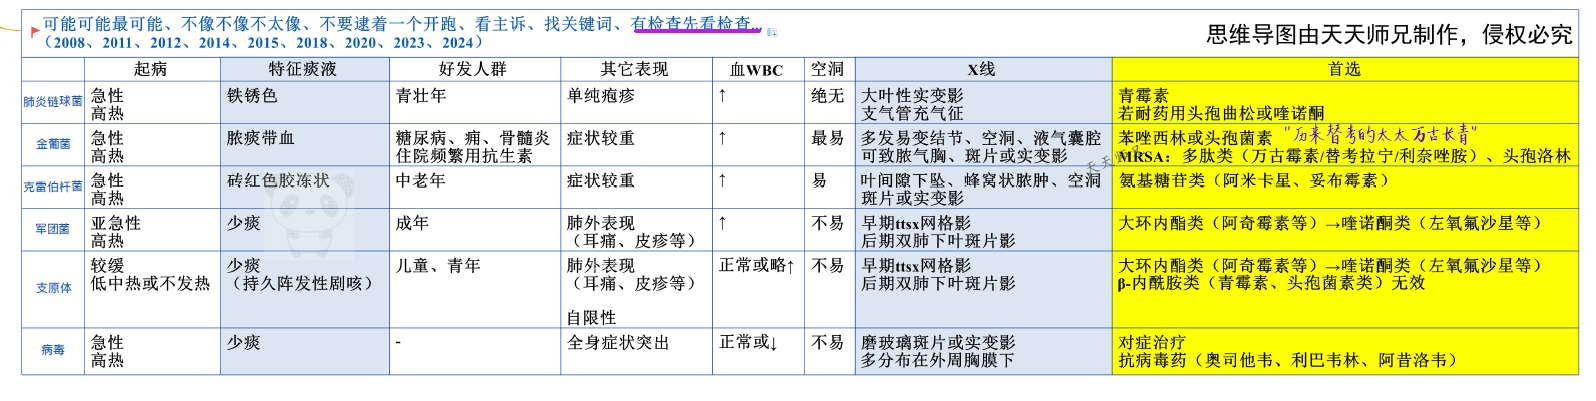 可能可能最可能、不像不像不太像、不要逮着一个开跑、看主诉、找关键词、有检查先看检查...
（2008、2011、2012、2014、2015、2018、2020、2023、2024）
思维导图由天天师兄制作，侵权必究
起病 特征痰液 好发人群 其它表现 血WBC 空洞 X线 首选
肺炎链球菌 急性 铁锈色 青壮年 单纯疱疹 ↑ 绝无 大叶性实变影 青霉素
高热 支气管充气征 若耐药用头孢曲松或喹诺酮
金葡菌 急性 脓痰带血 糖尿病、痈、骨髓炎 症状较重 ↑ 最易 多发易变结节、空洞、液气囊腔 苯唑西林或头孢菌素 "历来替考的太太万古长青"
高热 住院频繁用抗生素 可致脓气胸、斑片或实变影 MRSA：多肽类（万古霉素/替考拉宁/利奈唑胺）、头孢洛林
天天师兄
克雷伯杆菌 急性 砖红色胶冻状 中老年 症状较重 ↑ 易 叶间隙下坠、蜂窝状脓肿、空洞 氨基糖苷类（阿米卡星、妥布霉素）
高热 斑片或实变影
军团菌 亚急性 少痰 成年 肺外表现 ↑ 不易 早期ttsx网格影 大环内酯类（阿奇霉素等）→喹诺酮类（左氧氟沙星等）
高热 （耳痛、皮疹等） 后期双肺下叶斑片影
支原体 较缓 少痰 儿童、青年 肺外表现 正常或略↑ 不易 早期ttsx网格影 大环内酯类（阿奇霉素等）→喹诺酮类（左氧氟沙星等）
低中热或不发热 （持久阵发性剧咳） （耳痛、皮疹等） 后期双肺下叶斑片影 β-内酰胺类（青霉素、头孢菌素类）无效
自限性
病毒 急性 少痰 - 全身症状突出 正常或↓ 不易 磨玻璃斑片或实变影 对症治疗
高热 多分布在外周胸膜下 抗病毒药（奥司他韦、利巴韦林、阿昔洛韦）